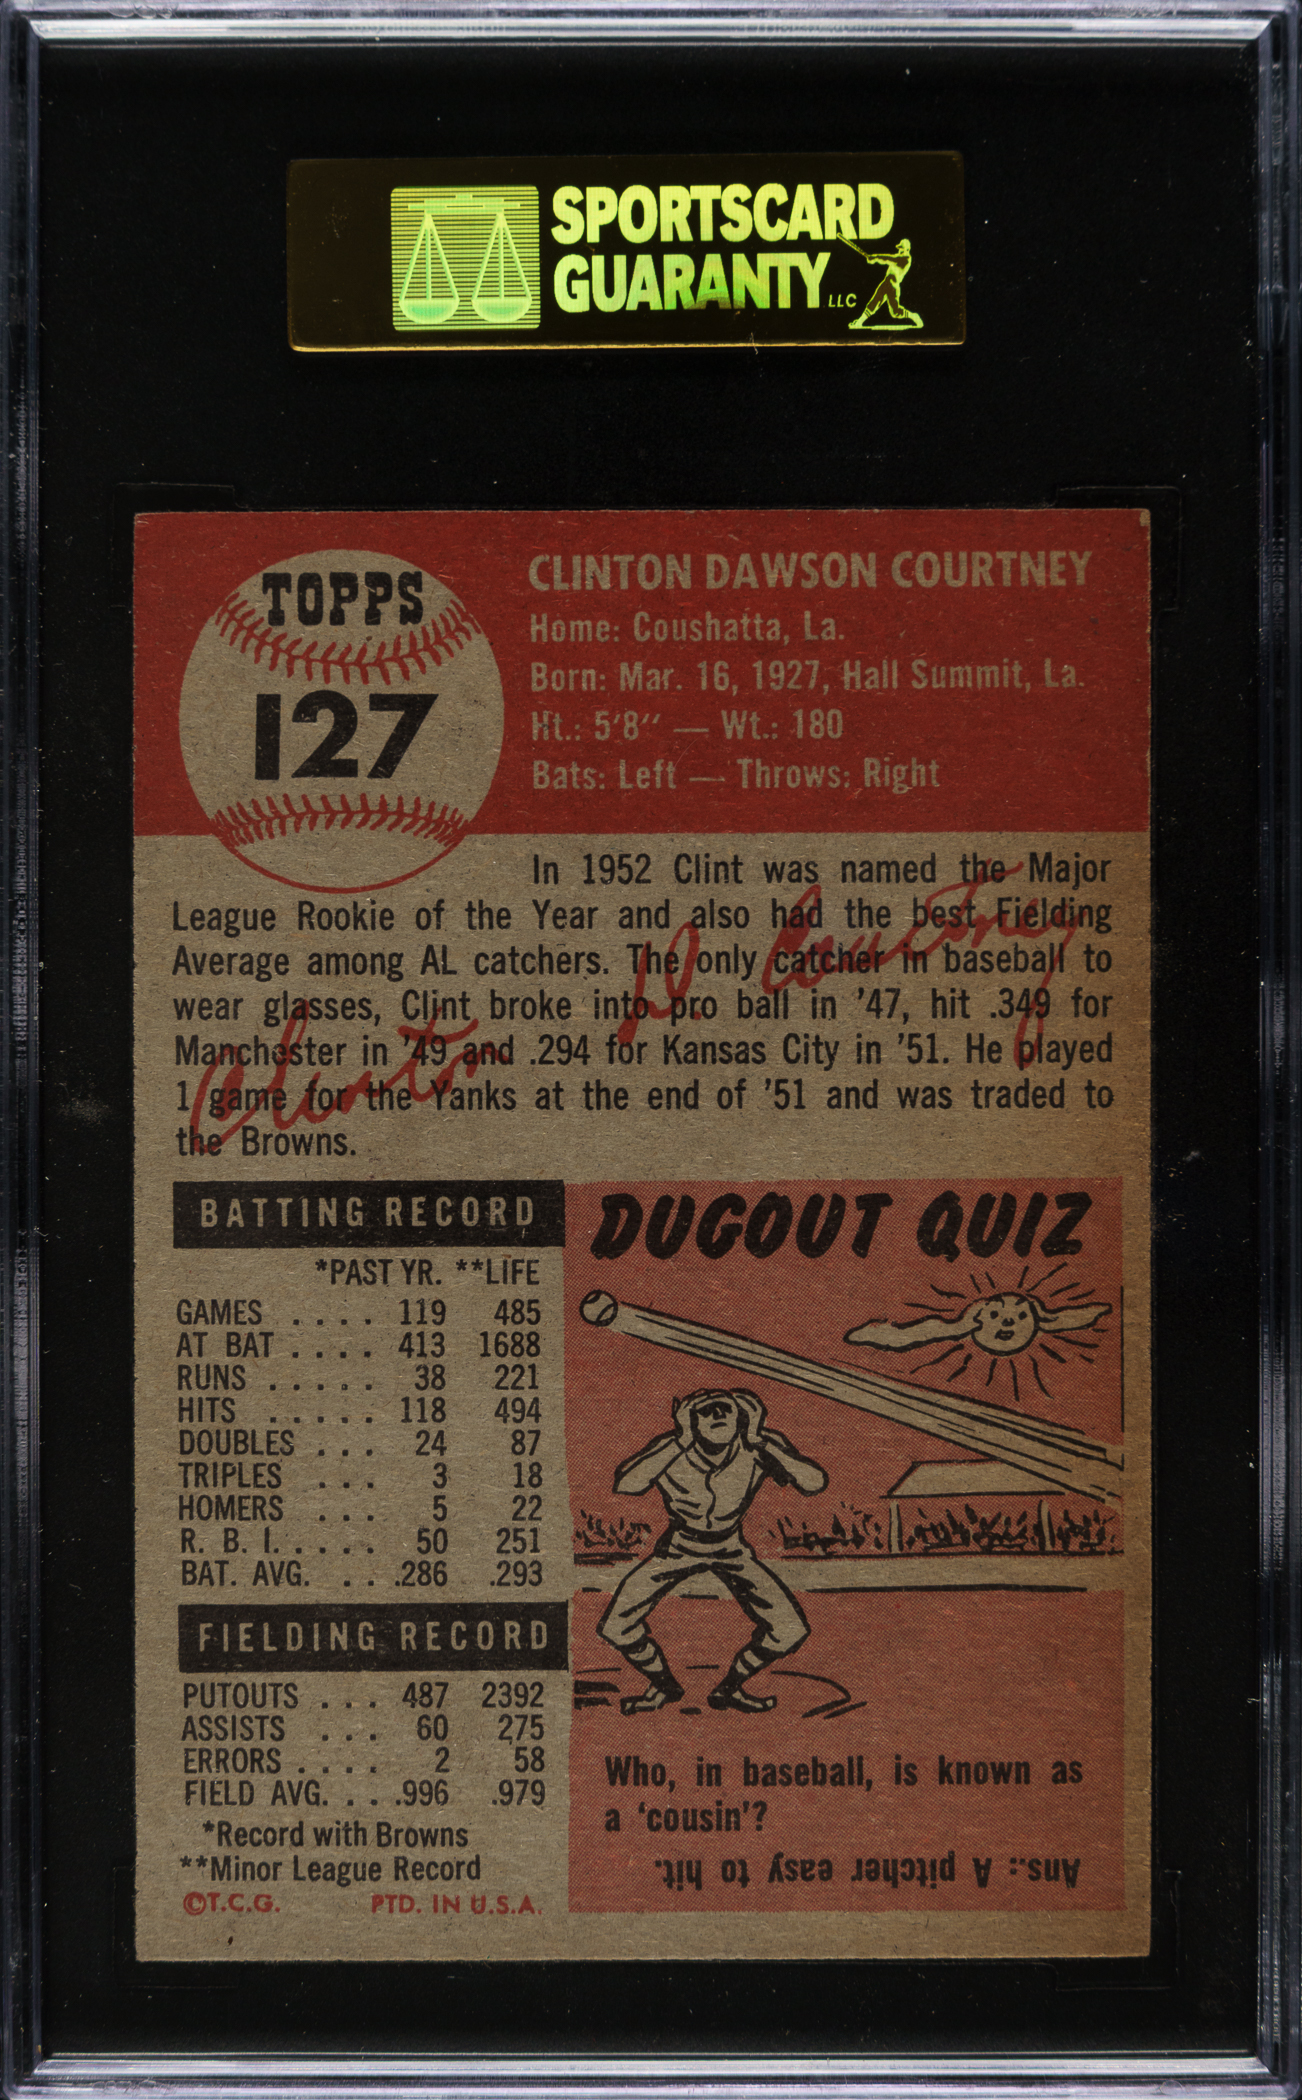 SPORTSCARD
GUARANTY LLC
TOPPS
127
CLINTON DAWSON COURTNEY
Home: Coushatta, La.
Born: Mar. 16, 1927, Hall Summit, La.
Ht.: 5'8'' — Wt.: 180
Bats: Left — Throws: Right
In 1952 Clint was named the Major
League Rookie of the Year and also had the best Fielding
Average among AL catchers. The only catcher in baseball to
wear glasses, Clint broke into pro ball in '47, hit .349 for
Manchester in '49 and .294 for Kansas City in '51. He played
1 game for the Yanks at the end of '51 and was traded to
the Browns.
Clinton D Courtney
BATTING RECORD
*PAST YR. **LIFE
GAMES . . . . 119 485
AT BAT . . . . 413 1688
RUNS . . . . . 38 221
HITS . . . . . 118 494
DOUBLES . . . 24 87
TRIPLES . . . 3 18
HOMERS . . . 5 22
R. B. I. . . . . 50 251
BAT. AVG. . . . .286 .293
FIELDING RECORD
PUTOUTS . . . 487 2392
ASSISTS . . . 60 275
ERRORS . . . . 2 58
FIELD AVG. . . . .996 .979
*Record with Browns
**Minor League Record
©T.C.G. PTD. IN U.S.A.
DUGOUT QUIZ
Who, in baseball, is known as
a 'cousin'?
Ans.: A pitcher easy to hit.